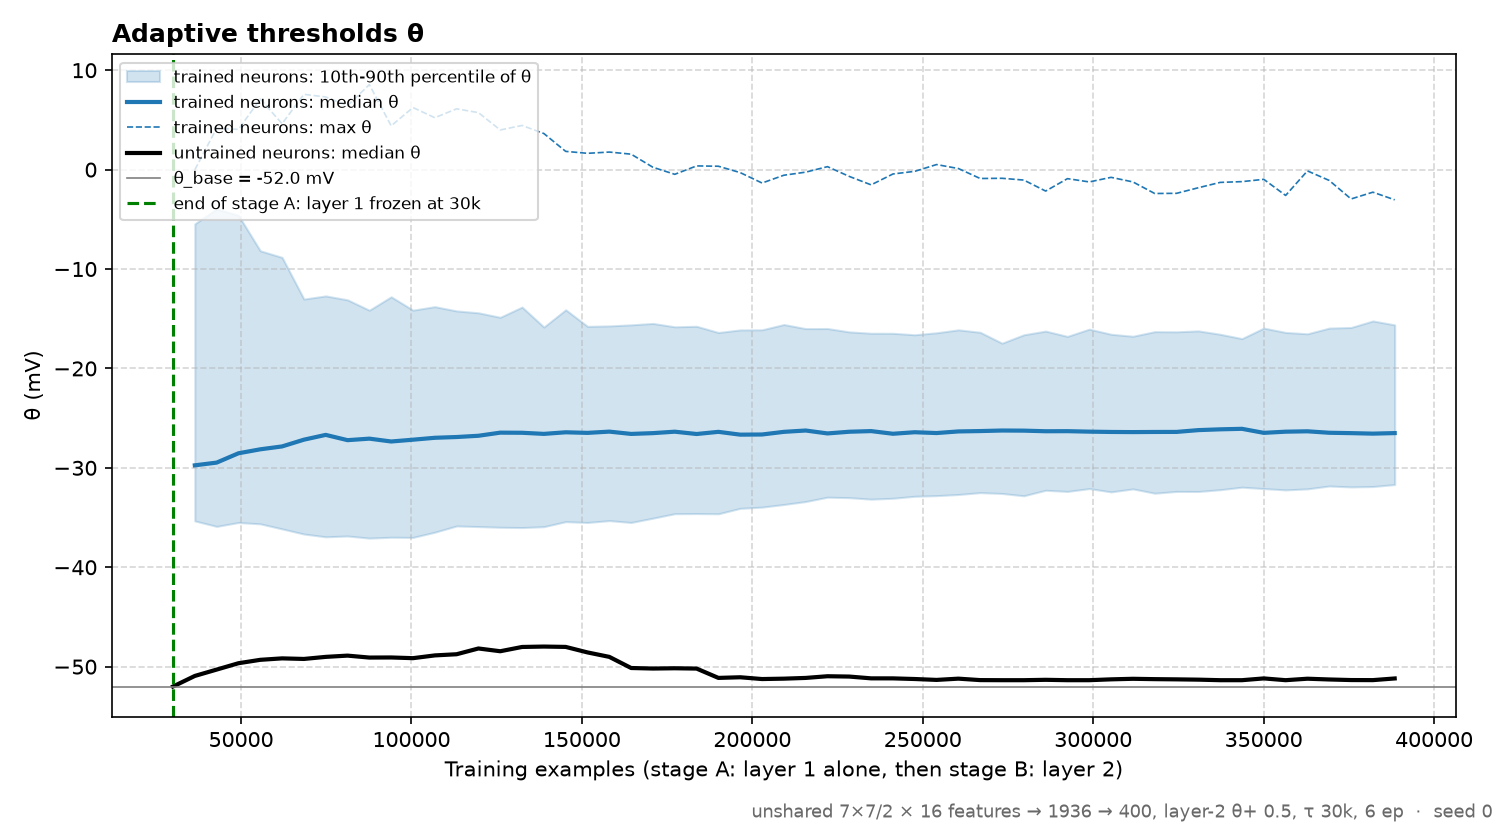 Adaptive thresholds θ
trained neurons: 10th-90th percentile of θ
trained neurons: median θ
trained neurons: max θ
untrained neurons: median θ
θ_base = -52.0 mV
end of stage A: layer 1 frozen at 30k
10
0
−10
−20
−30
−40
−50
θ (mV)
50000 100000 150000 200000 250000 300000 350000 400000
Training examples (stage A: layer 1 alone, then stage B: layer 2)
unshared 7×7/2 × 16 features → 1936 → 400, layer-2 θ+ 0.5, τ 30k, 6 ep · seed 0